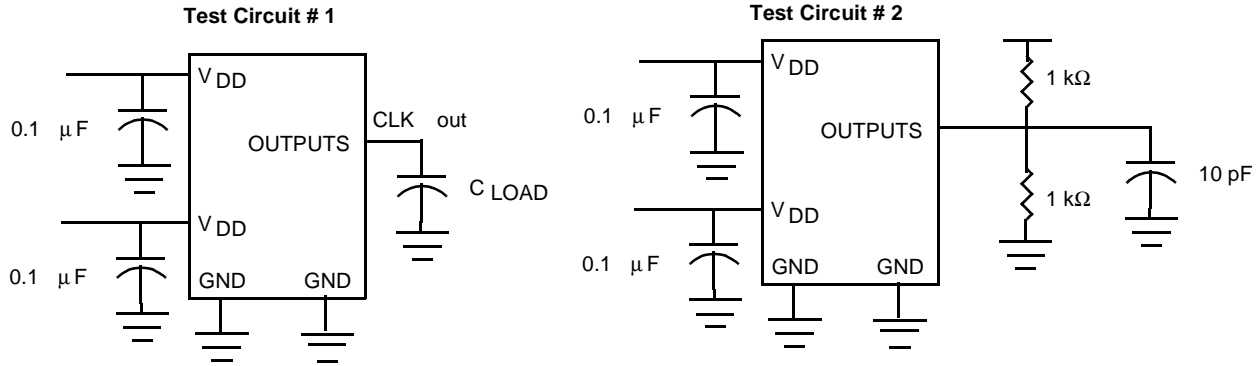 Test Circuit # 1
V DD
0.1 μF
CLK out
OUTPUTS
C LOAD
V DD
0.1 μF
GND
GND
Test Circuit # 2
V DD
1 kΩ
0.1 μF
OUTPUTS
10 pF
1 kΩ
V DD
0.1 μF
GND
GND